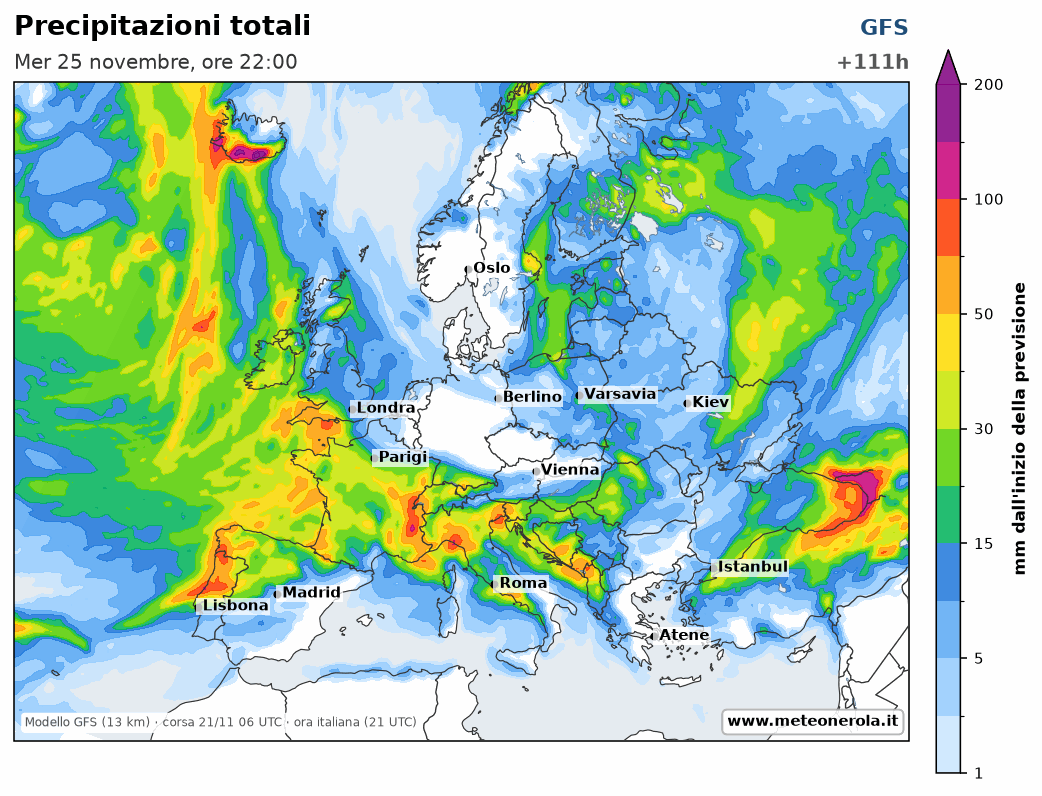 Precipitazioni totali
GFS
Mer 25 novembre, ore 22:00
+111h
200
100
50
30
15
5
1
mm dall'inizio della previsione
Oslo
Berlino
Varsavia
Kiev
Londra
Parigi
Vienna
Istanbul
Roma
Madrid
Lisbona
Atene
Modello GFS (13 km) · corsa 21/11 06 UTC · ora italiana (21 UTC)
www.meteonerola.it